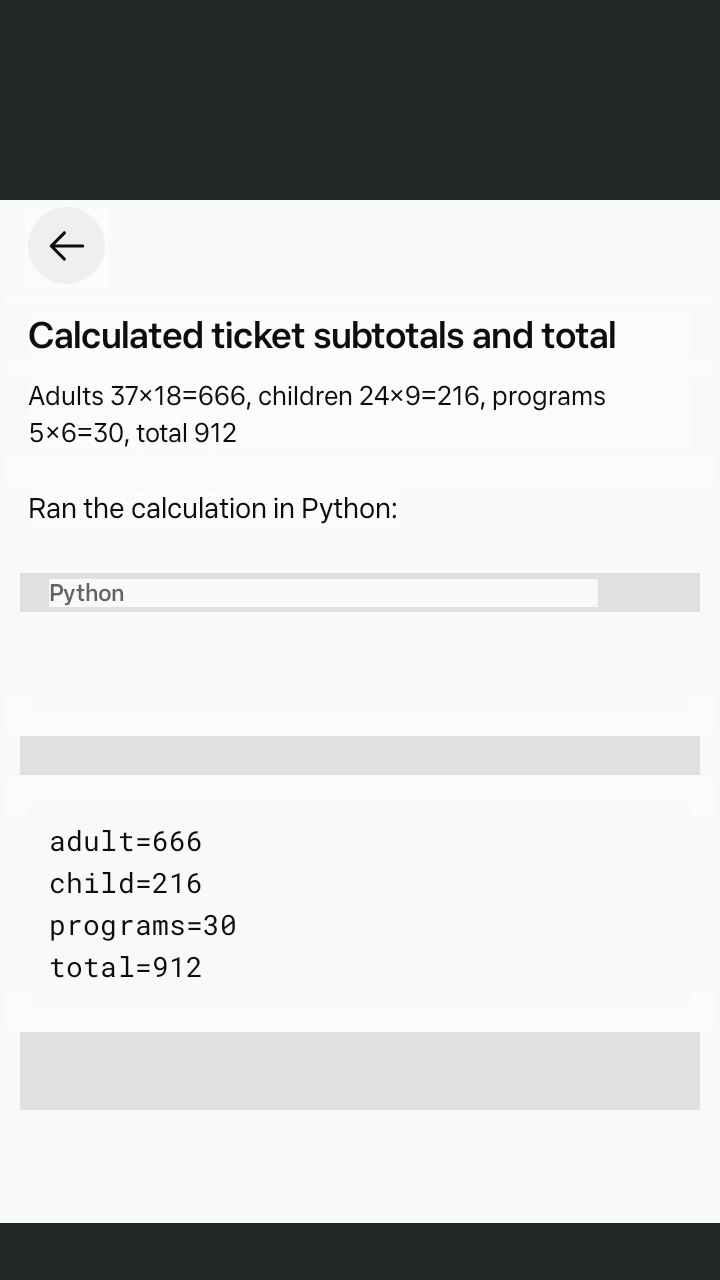 Calculated ticket subtotals and total
Adults 37×18=666, children 24×9=216, programs
5×6=30, total 912
Ran the calculation in Python:
Python
adult=666
child=216
programs=30
total=912